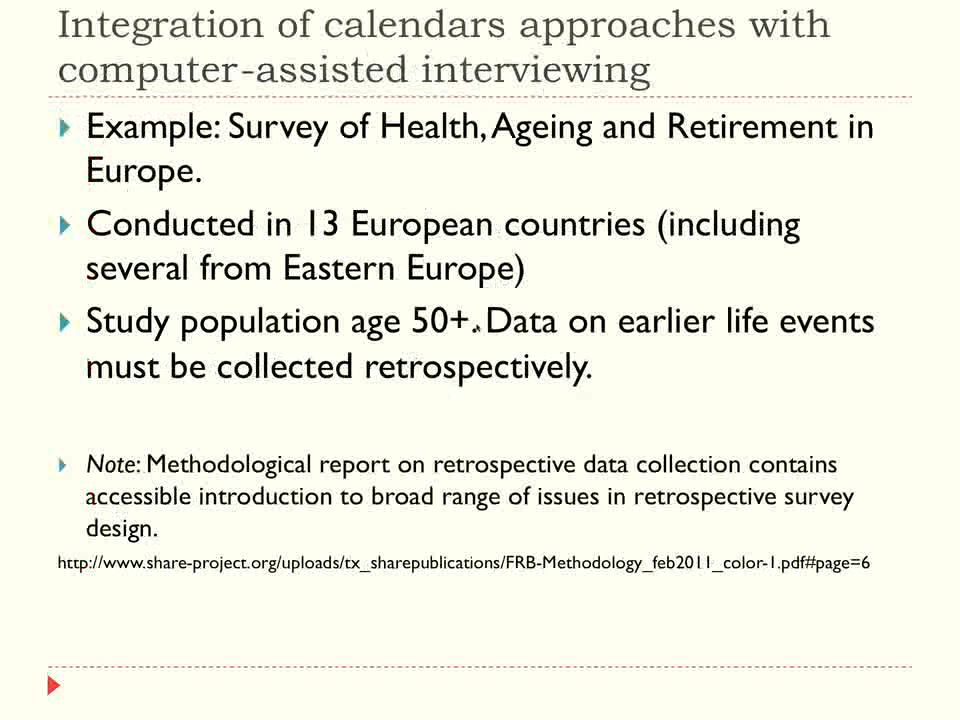 Integration of calendars approaches with
computer-assisted interviewing
Example: Survey of Health, Ageing and Retirement in
Europe.
Conducted in 13 European countries (including
several from Eastern Europe)
Study population age 50+. Data on earlier life events
must be collected retrospectively.
Note: Methodological report on retrospective data collection contains
accessible introduction to broad range of issues in retrospective survey
design.
http://www.share-project.org/uploads/tx_sharepublications/FRB-Methodology_feb2011_color-1.pdf#page=6